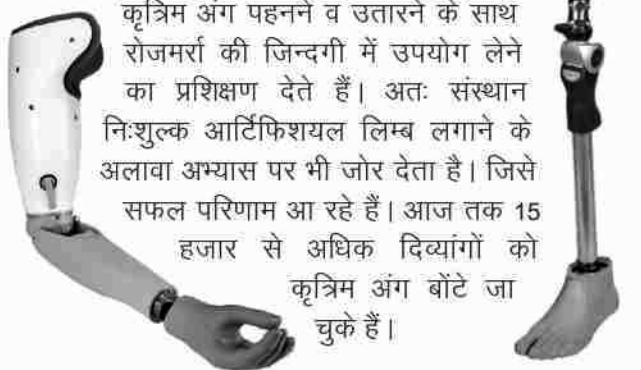 कृत्रिम अंग पहनने व उतारने के साथ
रोजमर्रा की जिन्दगी में उपयोग लेने
का प्रशिक्षण देते हैं। अतः संस्थान
निःशुल्क आर्टिफिशयल लिम्ब लगाने के
अलावा अभ्यास पर भी जोर देता है। जिसे
सफल परिणाम आ रहे हैं। आज तक 15
हजार से अधिक दिव्यांगों को
कृत्रिम अंग बोंटे जा
चुके हैं।